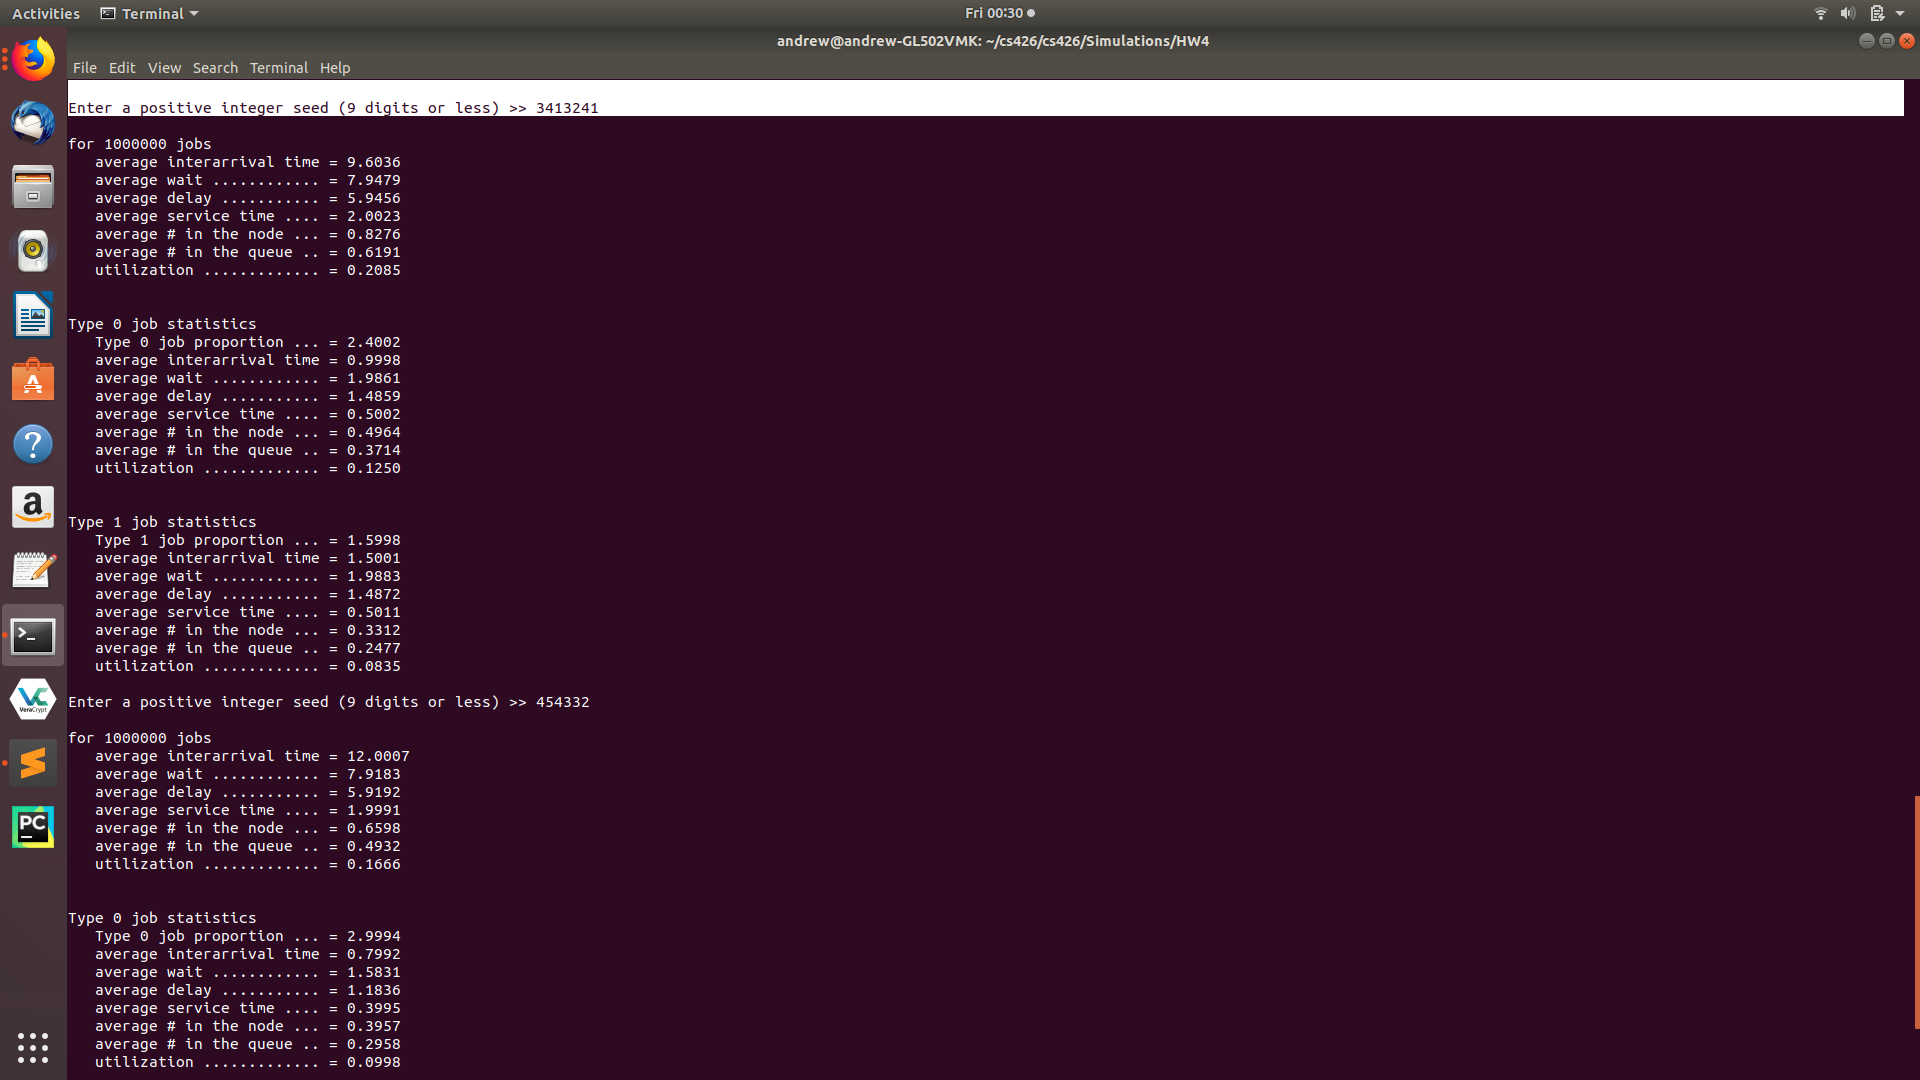 Activities
Terminal
Fri 00:30
andrew@andrew-GL502VMK: ~/cs426/cs426/Simulations/HW4
File Edit View Search Terminal Help
Enter a positive integer seed (9 digits or less) >> 3413241
for 1000000 jobs
average interarrival time = 9.6036
average wait ............ = 7.9479
average delay ........... = 5.9456
average service time .... = 2.0023
average # in the node ... = 0.8276
average # in the queue .. = 0.6191
utilization ............. = 0.2085
Type 0 job statistics
Type 0 job proportion ... = 2.4002
average interarrival time = 0.9998
average wait ............ = 1.9861
average delay ........... = 1.4859
average service time .... = 0.5002
average # in the node ... = 0.4964
average # in the queue .. = 0.3714
utilization ............. = 0.1250
Type 1 job statistics
Type 1 job proportion ... = 1.5998
average interarrival time = 1.5001
average wait ............ = 1.9883
average delay ........... = 1.4872
average service time .... = 0.5011
average # in the node ... = 0.3312
average # in the queue .. = 0.2477
utilization ............. = 0.0835
Enter a positive integer seed (9 digits or less) >> 454332
for 1000000 jobs
average interarrival time = 12.0007
average wait ............ = 7.9183
average delay ........... = 5.9192
average service time .... = 1.9991
average # in the node ... = 0.6598
average # in the queue .. = 0.4932
utilization ............. = 0.1666
Type 0 job statistics
Type 0 job proportion ... = 2.9994
average interarrival time = 0.7992
average wait ............ = 1.5831
average delay ........... = 1.1836
average service time .... = 0.3995
average # in the node ... = 0.3957
average # in the queue .. = 0.2958
utilization ............. = 0.0998
A
?
a
>_
VC
VeraCrypt
PC